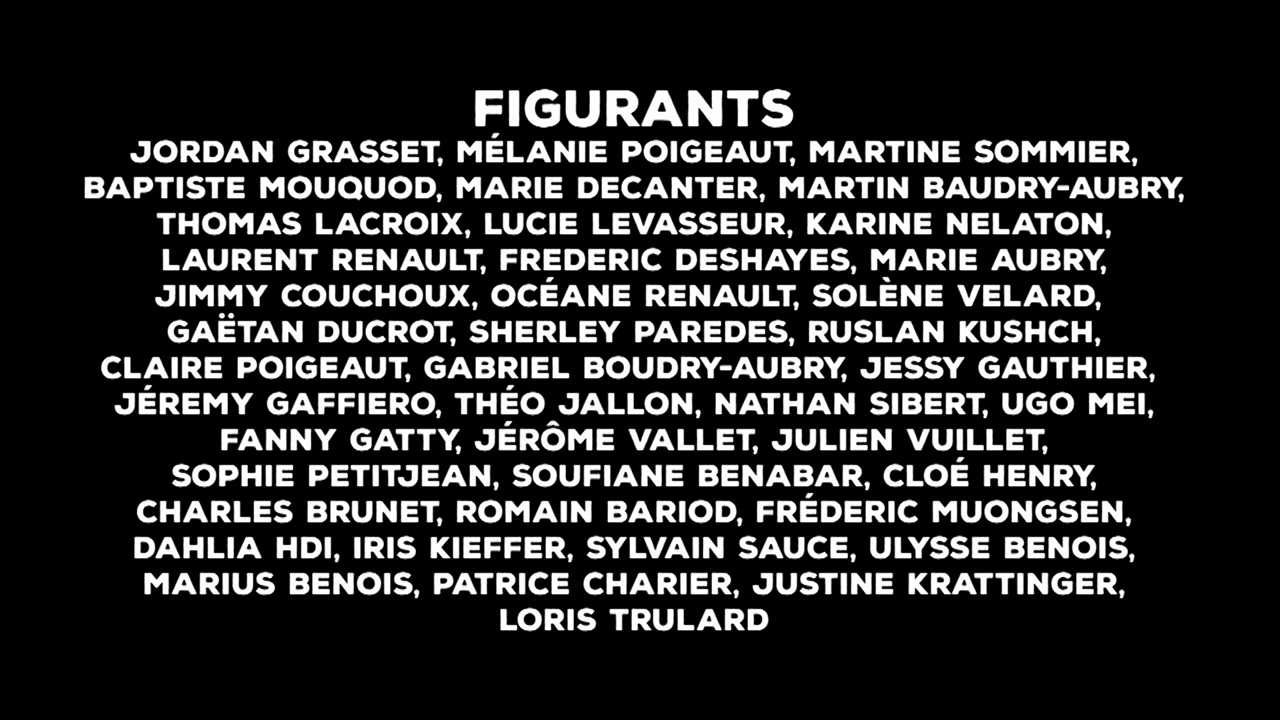 FIGURANTS
JORDAN GRASSET, MÉLANIE POIGEAUT, MARTINE SOMMIER,
BAPTISTE MOUQUOD, MARIE DECANTER, MARTIN BAUDRY-AUBRY,
THOMAS LACROIX, LUCIE LEVASSEUR, KARINE NELATON,
LAURENT RENAULT, FREDERIC DESHAYES, MARIE AUBRY,
JIMMY COUCHOUX, OCÉANE RENAULT, SOLÈNE VELARD,
GAËTAN DUCROT, SHERLEY PAREDES, RUSLAN KUSHCH,
CLAIRE POIGEAUT, GABRIEL BOUDRY-AUBRY, JESSY GAUTHIER,
JÉREMY GAFFIERO, THÉO JALLON, NATHAN SIBERT, UGO MEI,
FANNY GATTY, JÉRÔME VALLET, JULIEN VUILLET,
SOPHIE PETITJEAN, SOUFIANE BENABAR, CLOÉ HENRY,
CHARLES BRUNET, ROMAIN BARIOD, FRÉDERIC MUONGSEN,
DAHLIA HDI, IRIS KIEFFER, SYLVAIN SAUCE, ULYSSE BENOIS,
MARIUS BENOIS, PATRICE CHARIER, JUSTINE KRATTINGER,
LORIS TRULARD